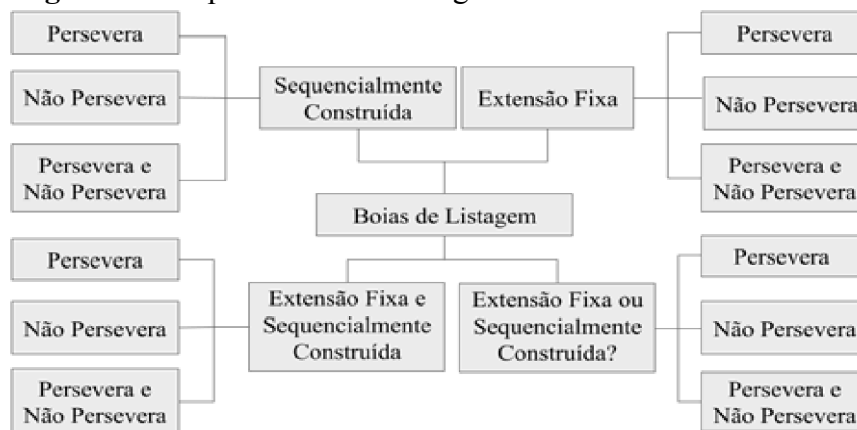 Persevera
Não Persevera
Persevera e
Não Persevera
Sequencialmente
Construída
Extensão Fixa
Persevera
Não Persevera
Persevera e
Não Persevera
Boias de Listagem
Persevera
Não Persevera
Persevera e
Não Persevera
Extensão Fixa e
Sequencialmente
Construída
Extensão Fixa ou
Sequencialmente
Construída?
Persevera
Não Persevera
Persevera e
Não Persevera